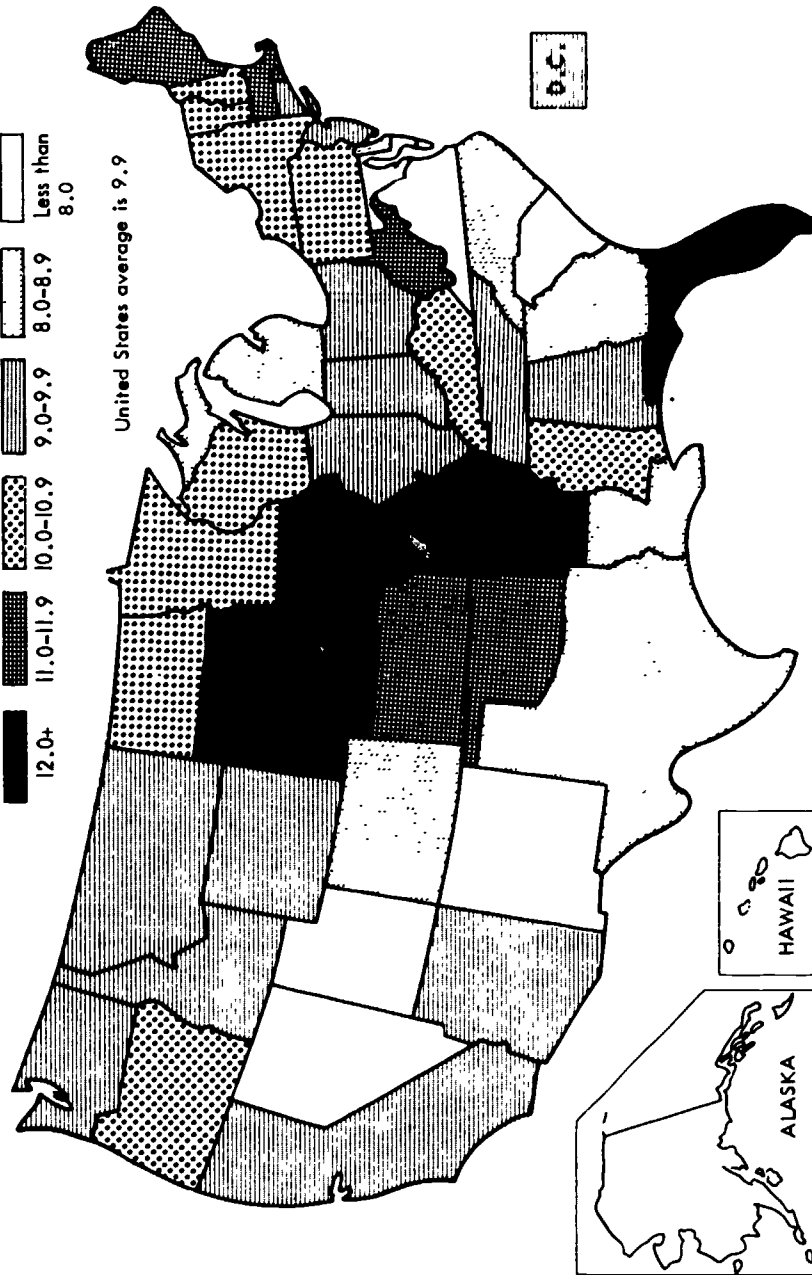 12.0+
11.0-11.9
10.0-10.9
9.0-9.9
8.0-8.9
Less than
8.0
United States average is 9.9
D.C.
ALASKA
HAWAII